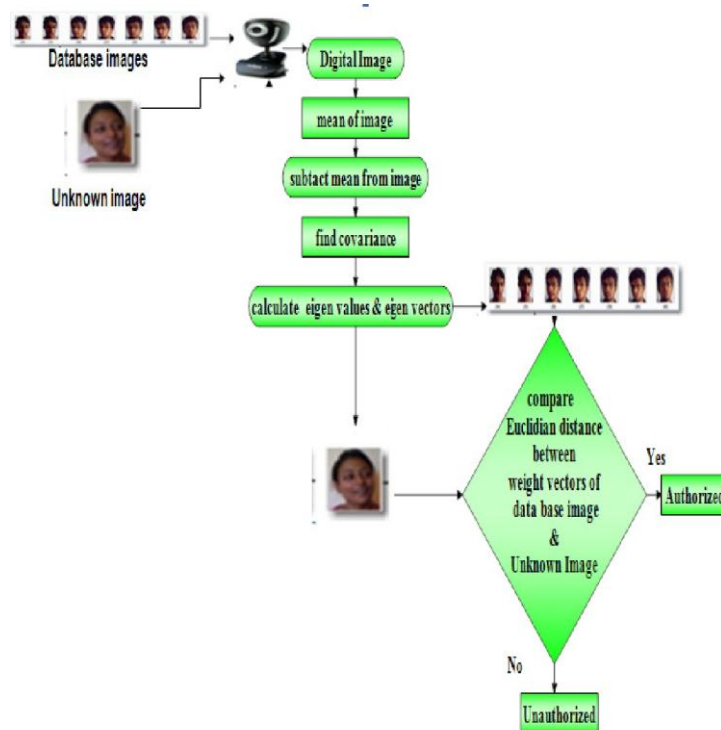 Database images
Unknown image
Digital Image
mean of image
subtact mean from image
find covariance
calculate eigen values & egen vectors
compare
Euclidian distance
between
weight vectors of
data base image
&
Unknown Image
Yes
Authorized
No
Unauthorized